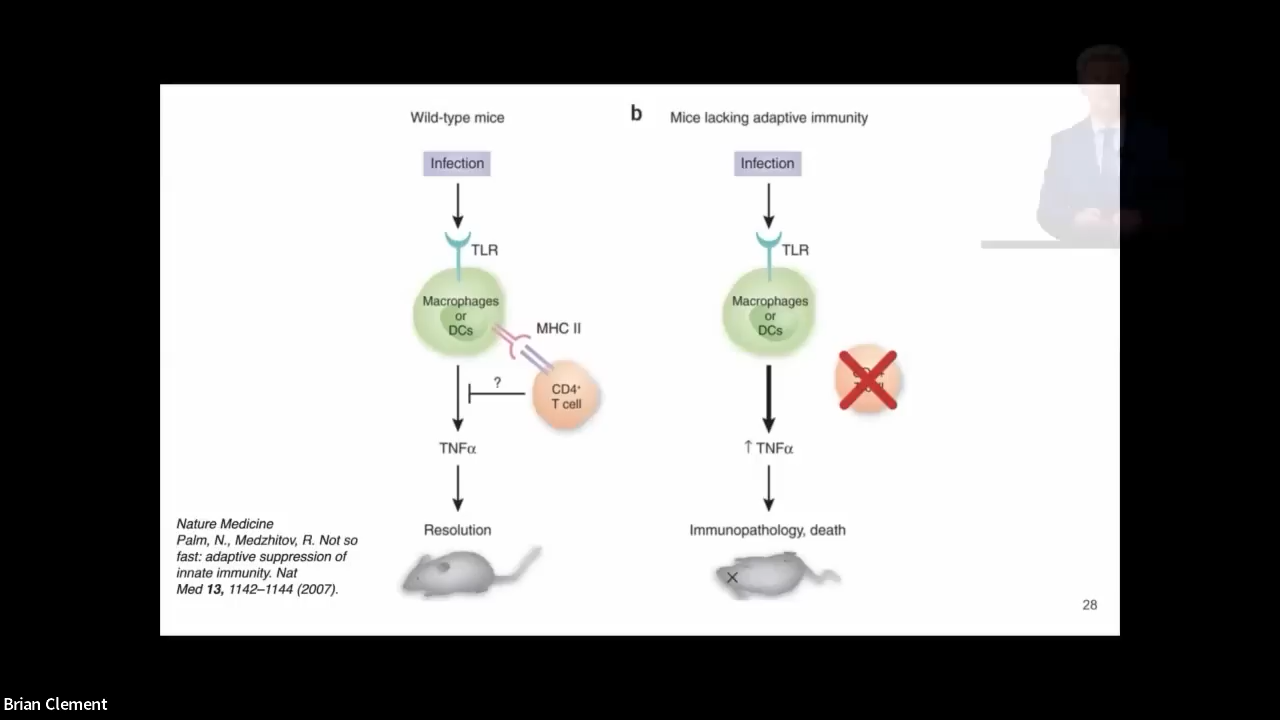 Wild-type mice
Infection
TLR
Macrophages
or
DCs
MHC II
?
CD4⁺
T cell
TNFα
Resolution
b
Mice lacking adaptive immunity
Infection
TLR
Macrophages
or
DCs
↑ TNFα
Immunopathology, death
Nature Medicine
Palm, N., Medzhitov, R. Not so
fast: adaptive suppression of
innate immunity. Nat
Med 13, 1142–1144 (2007).
28
Brian Clement